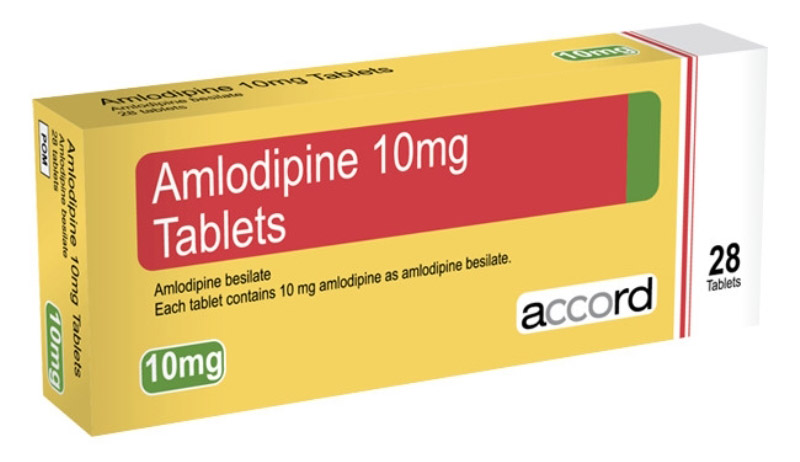 Amlodipine 10mg Tablets
Amlodipine besilate
28 tablets
10mg
POM
Amlodipine 10mg Tablets
Amlodipine besilate
28 tablets
10mg
Amlodipine 10mg
Tablets
Amlodipine besilate
Each tablet contains 10 mg amlodipine as amlodipine besilate.
accord
10mg
28
Tablets